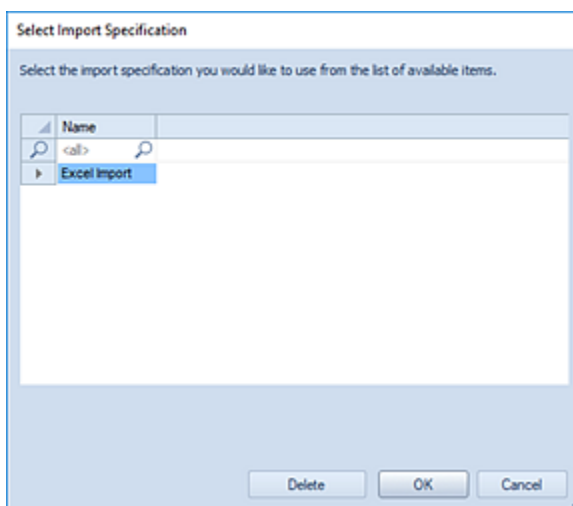 Select Import Specification
Select the import specification you would like to use from the list of available items.
Name
<all>
Excel Import
Delete OK Cancel